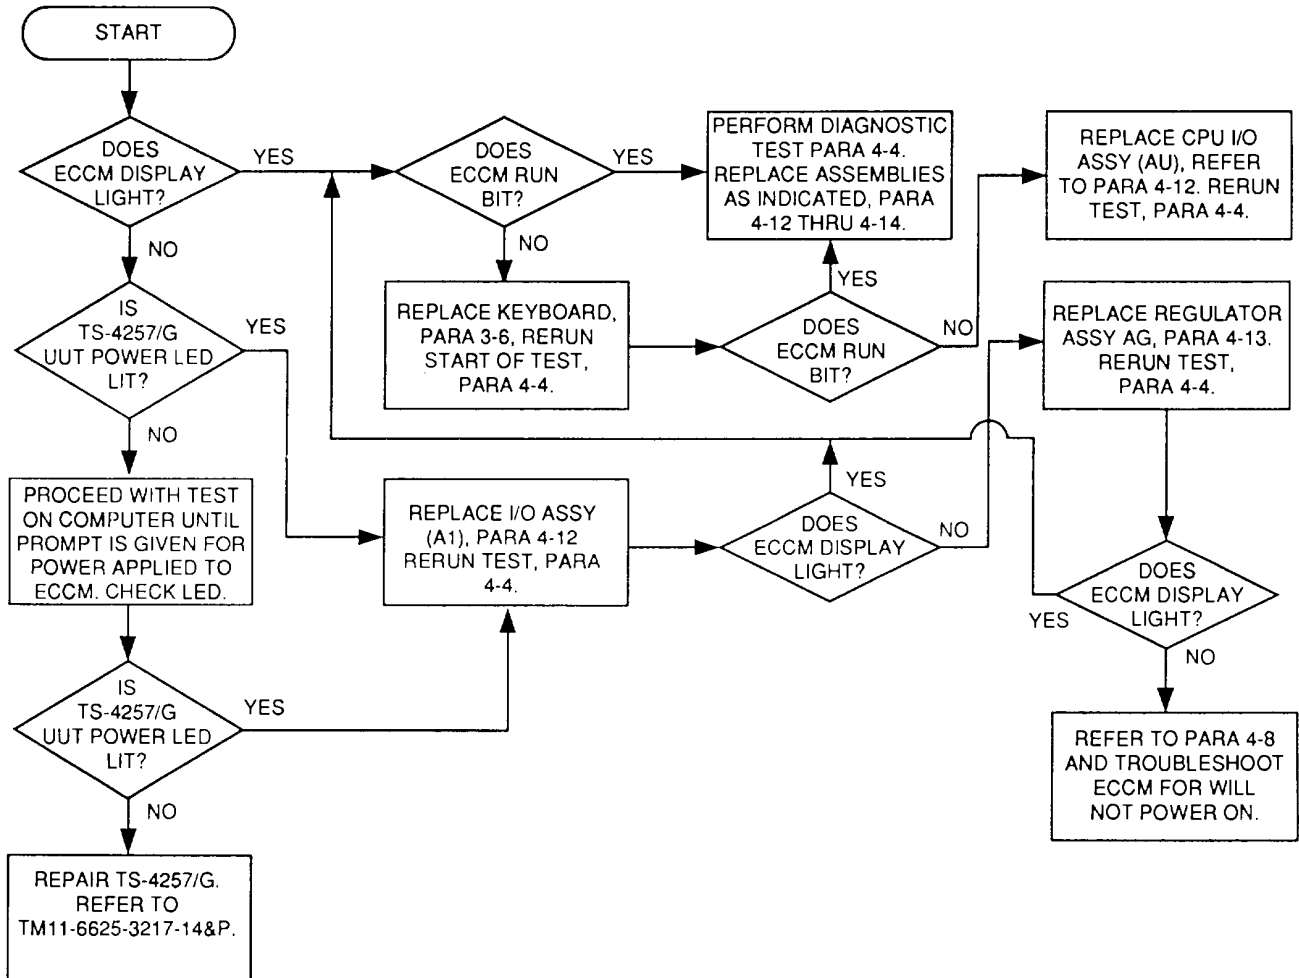 START
DOES
ECCM DISPLAY
LIGHT?
YES
NO
DOES
ECCM RUN
BIT?
YES
NO
PERFORM DIAGNOSTIC
TEST PARA 4-4.
REPLACE ASSEMBLIES
AS INDICATED, PARA
4-12 THRU 4-14.
REPLACE CPU I/O
ASSY (AU), REFER
TO PARA 4-12. RERUN
TEST, PARA 4-4.
IS
TS-4257/G
UUT POWER LED
LIT?
YES
NO
REPLACE KEYBOARD,
PARA 3-6, RERUN
START OF TEST,
PARA 4-4.
YES
DOES
ECCM RUN
BIT?
NO
REPLACE REGULATOR
ASSY AG, PARA 4-13.
RERUN TEST,
PARA 4-4.
PROCEED WITH TEST
ON COMPUTER UNTIL
PROMPT IS GIVEN FOR
POWER APPLIED TO
ECCM. CHECK LED.
REPLACE I/O ASSY
(A1), PARA 4-12
RERUN TEST, PARA
4-4.
YES
DOES
ECCM DISPLAY
LIGHT?
NO
DOES
ECCM DISPLAY
LIGHT?
YES
NO
IS
TS-4257/G
UUT POWER LED
LIT?
YES
NO
REFER TO PARA 4-8
AND TROUBLESHOOT
ECCM FOR WILL
NOT POWER ON.
REPAIR TS-4257/G.
REFER TO
TM11-6625-3217-14&P.